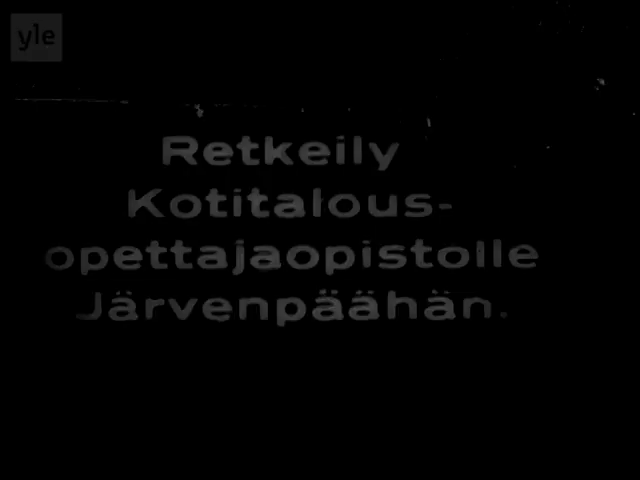 yle
Retkeily
Kotitalous-
opettajaopistolle
Järvenpäähän.